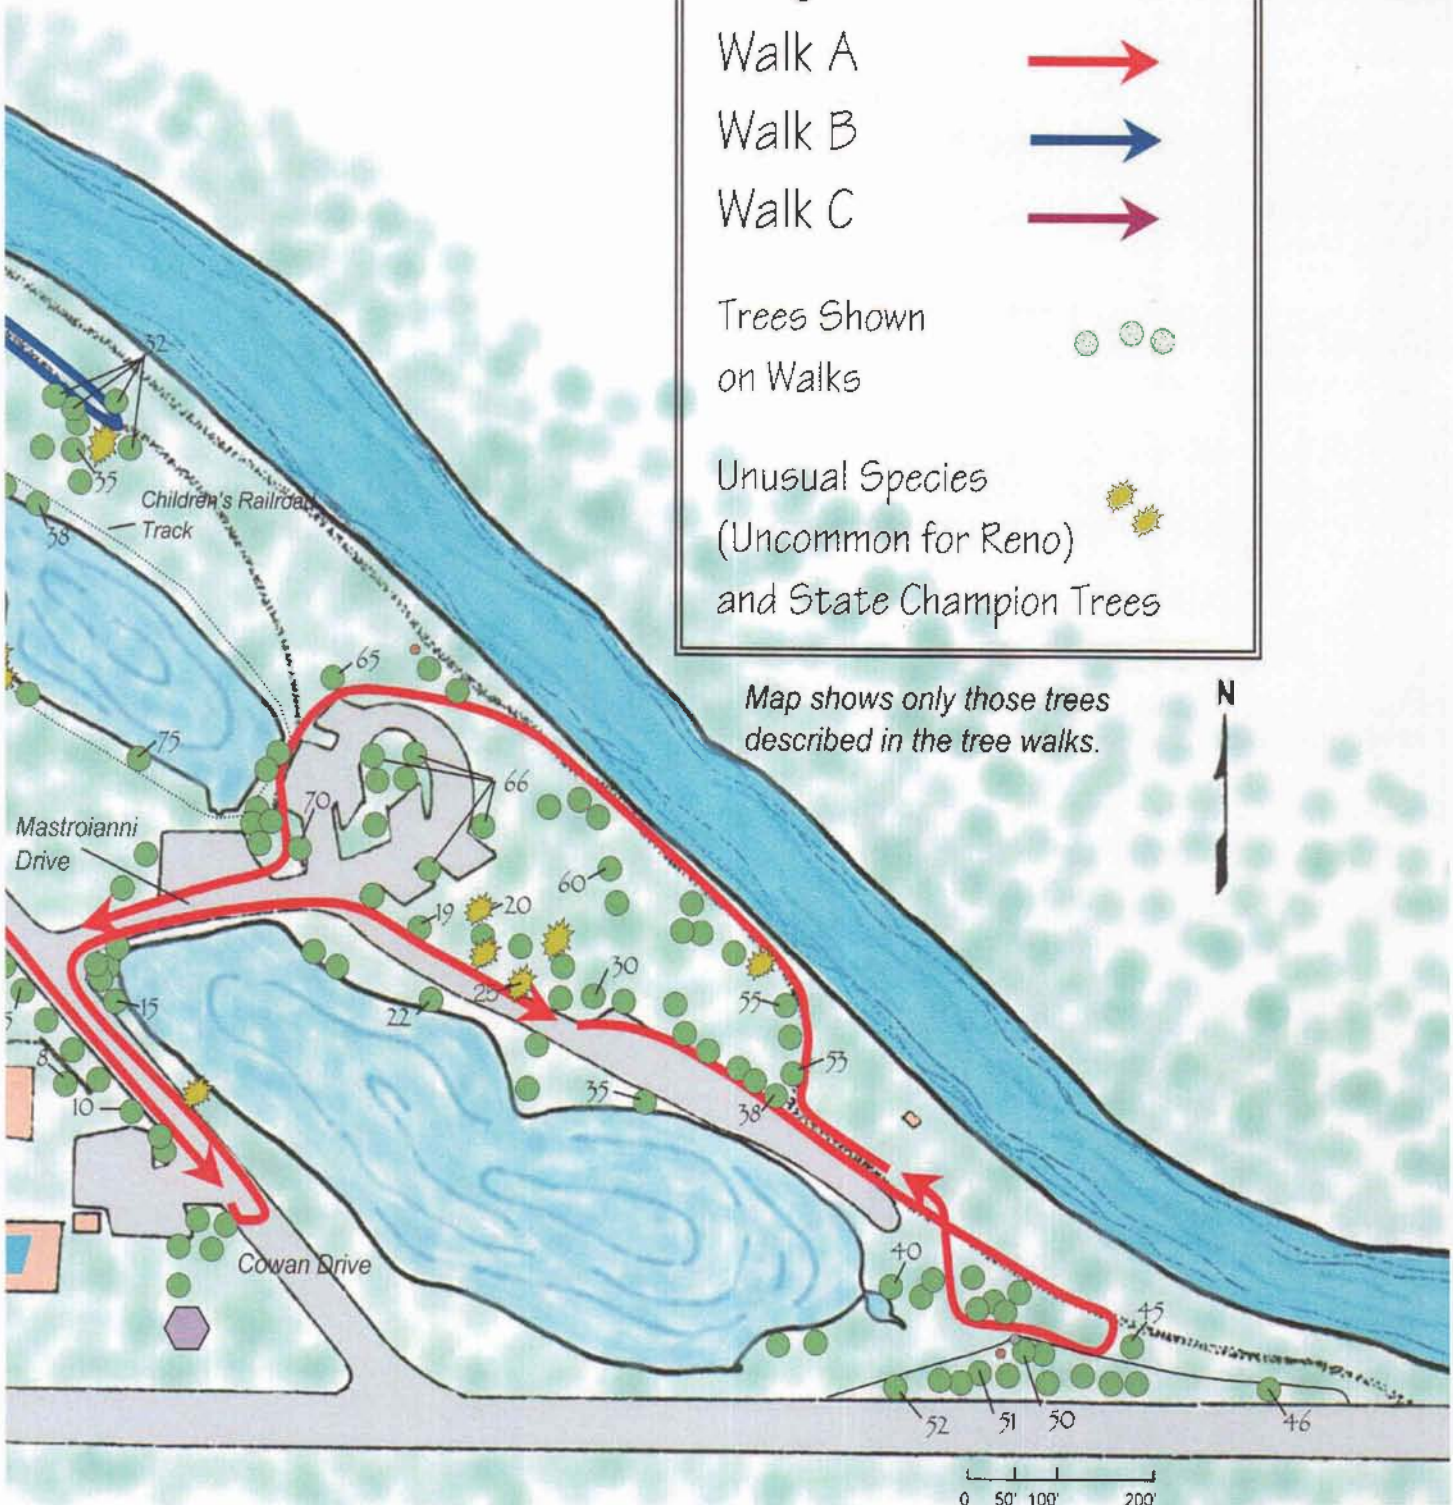 Walk A
Walk B
Walk C
Trees Shown
on Walks
Unusual Species
(Uncommon for Reno)
and State Champion Trees
Map shows only those trees
described in the tree walks.
N
32
35
Children's Railroad
Track
38
65
75
66
70
Mastroianni
Drive
60
19
20
30
25
15
22
55
8
53
10
35
38
Cowan Drive
40
45
52
51
50
46
0 50' 100' 200'